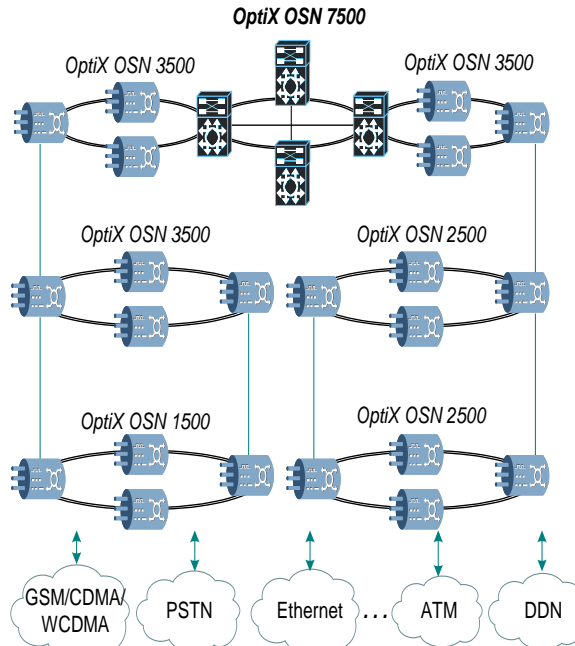 OptiX OSN 7500
OptiX OSN 3500
OptiX OSN 3500
OptiX OSN 3500
OptiX OSN 2500
OptiX OSN 1500
OptiX OSN 2500
GSM/CDMA/
WCDMA
PSTN
Ethernet
...
ATM
DDN